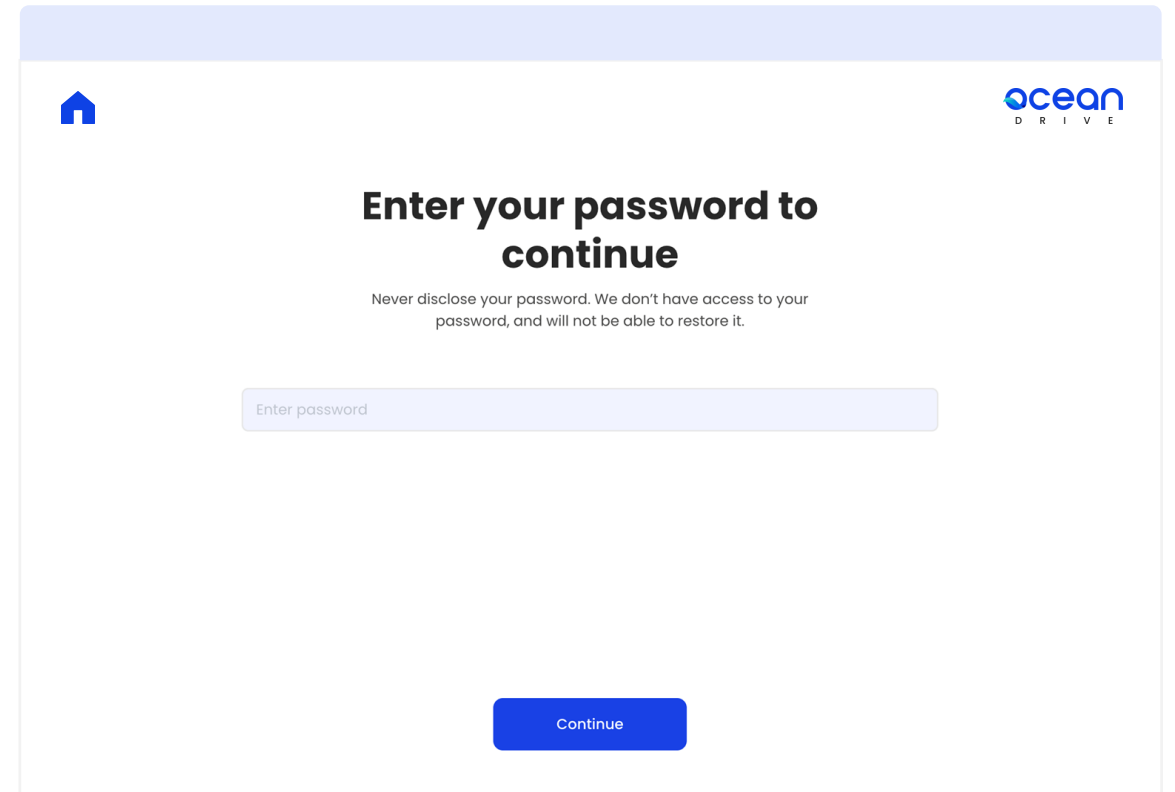 ocean
DRIVE
Enter your password to
continue
Never disclose your password. We don’t have access to your
password, and will not be able to restore it.
Enter password
Continue